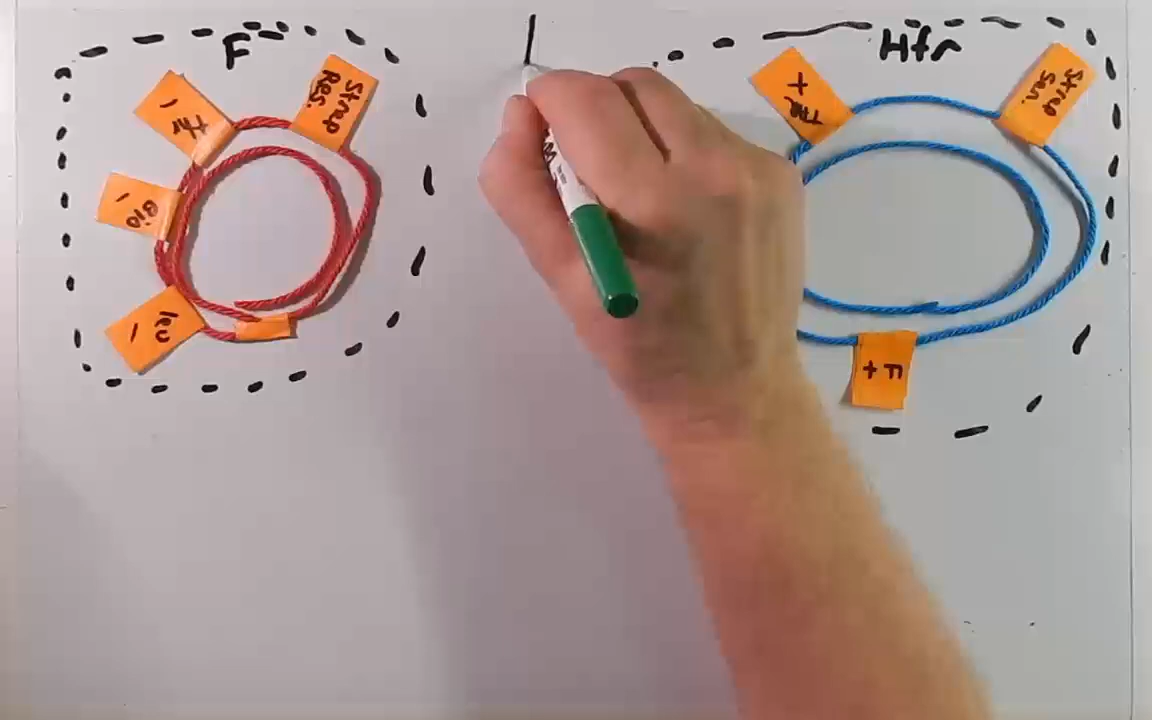 F-
Hfr
Strep
Res.
thr
-
Bio
-
leu
-
thr
+
Strep
Sen.
F
+